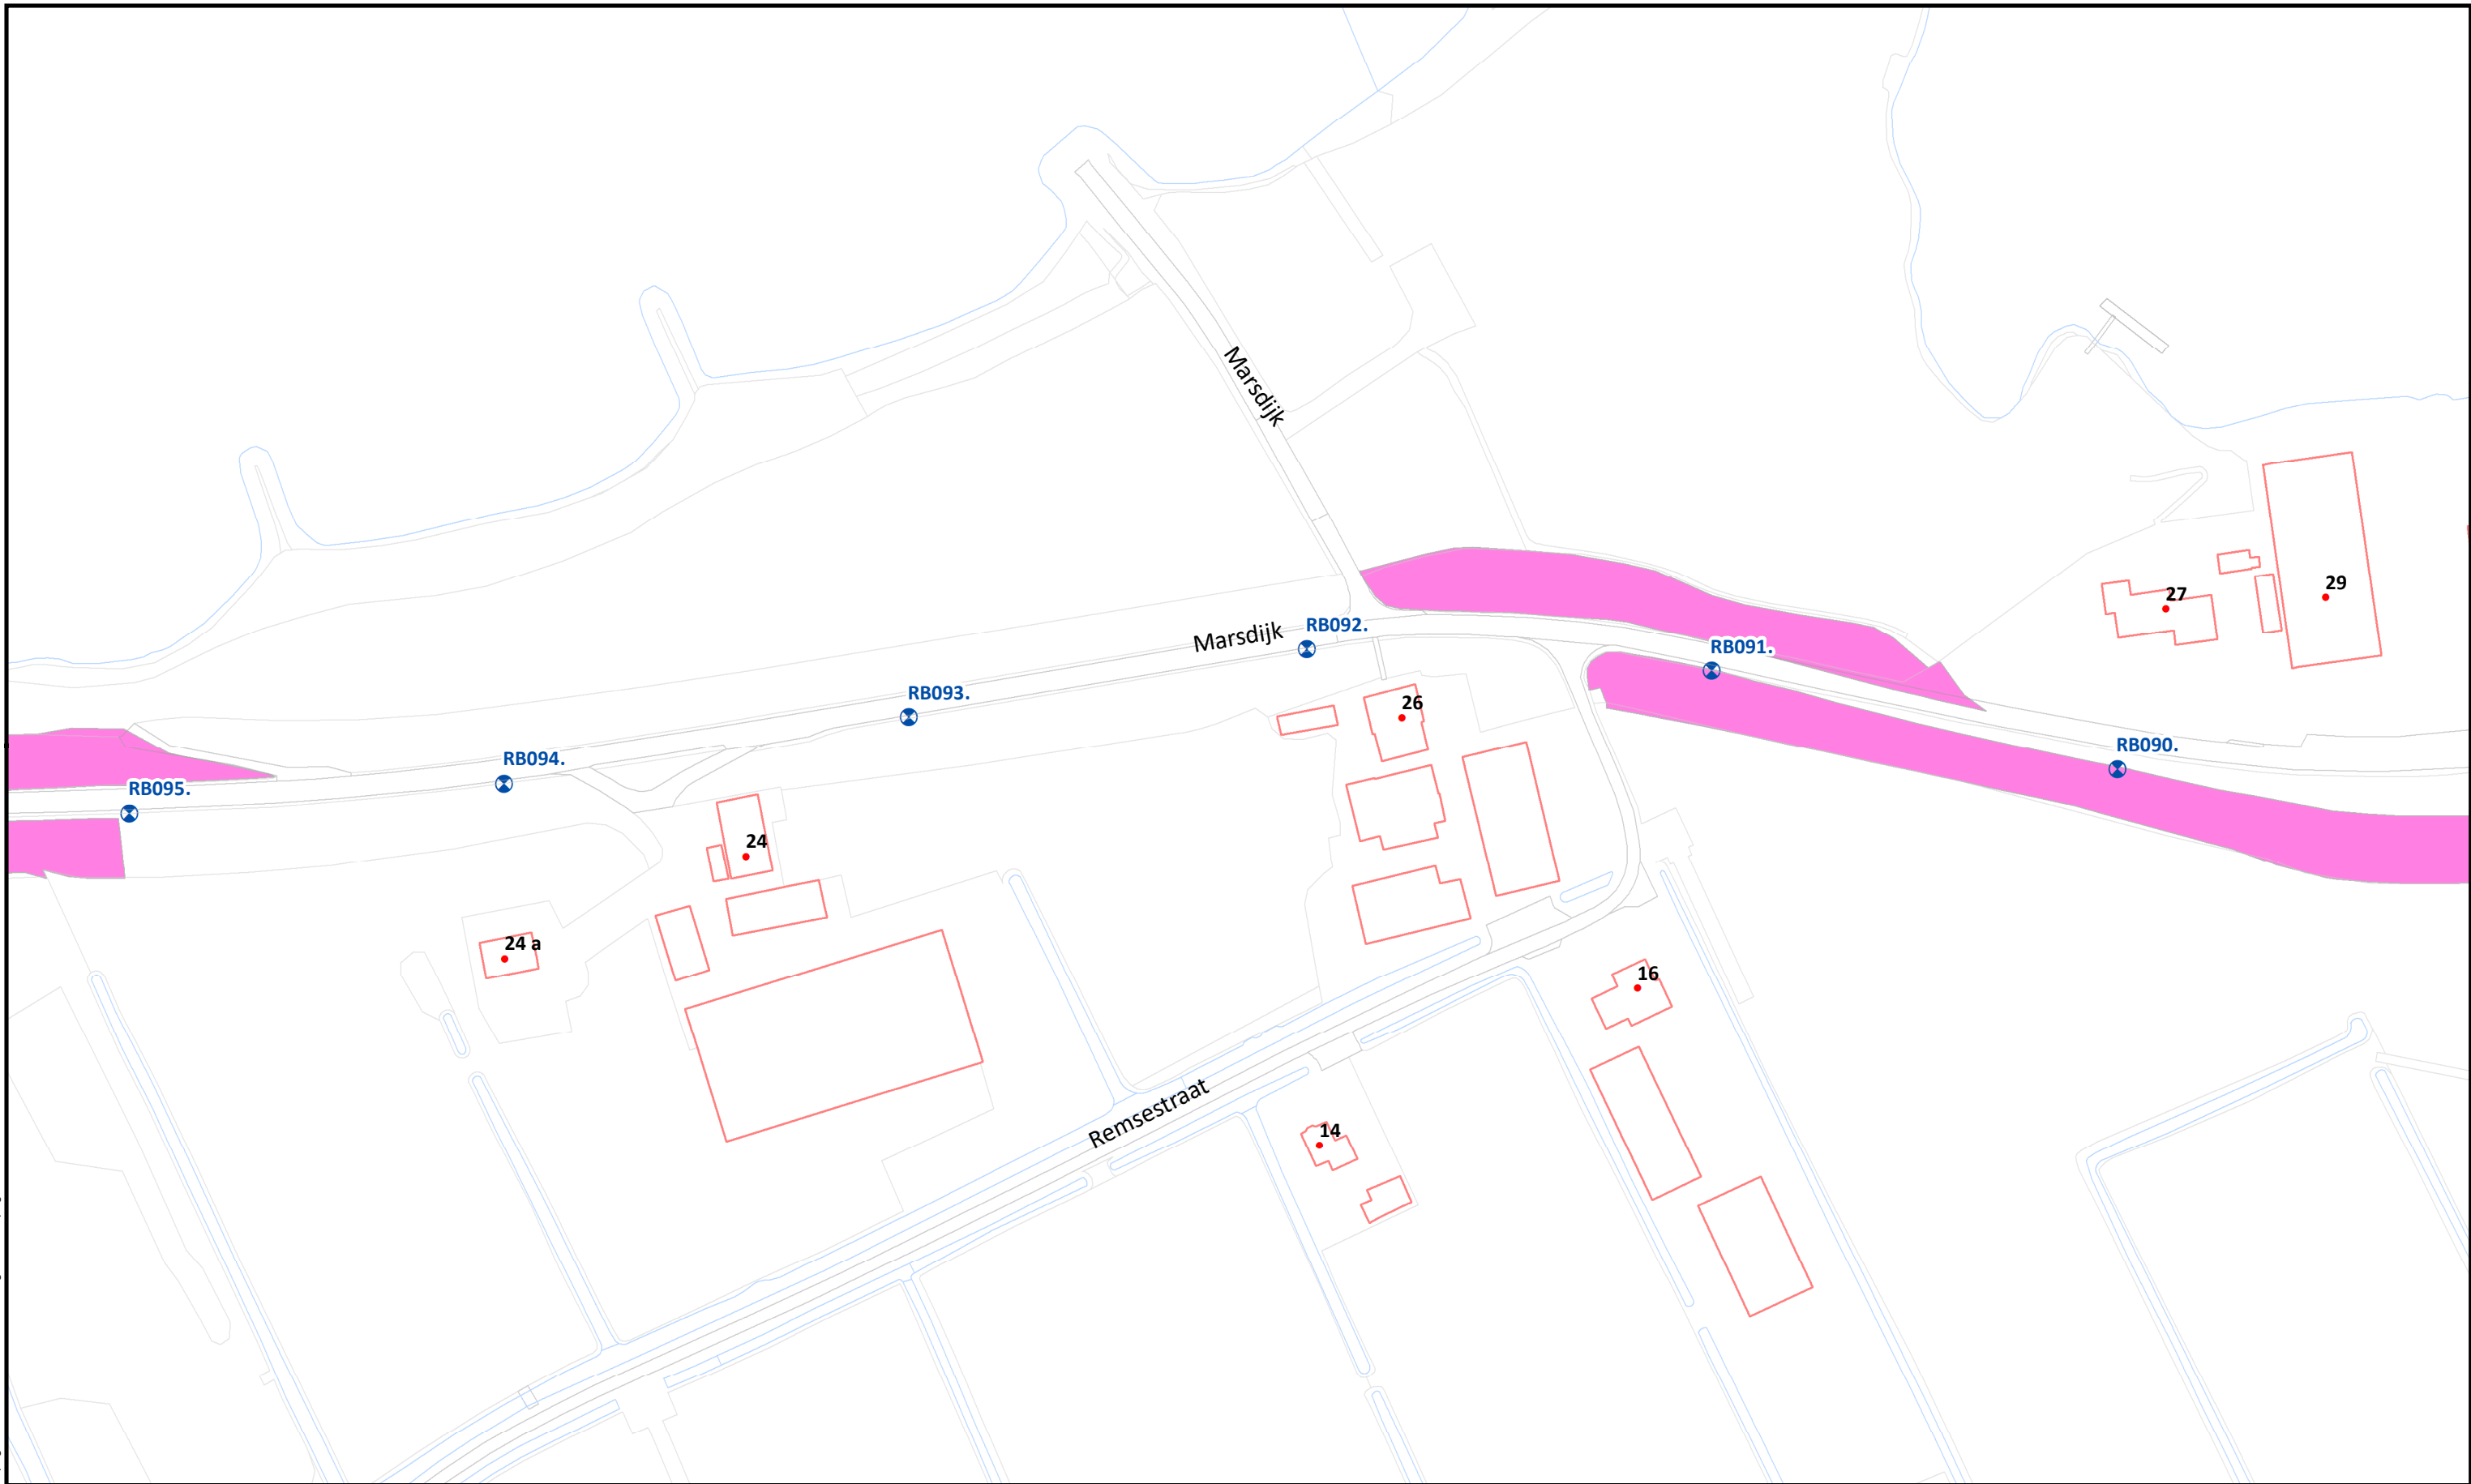 Marsdijk
29
27
RB092.
Marsdijk
RB091.
RB093.
26
RB090.
RB094.
RB095.
24
24 a
16
Remsestraat
14